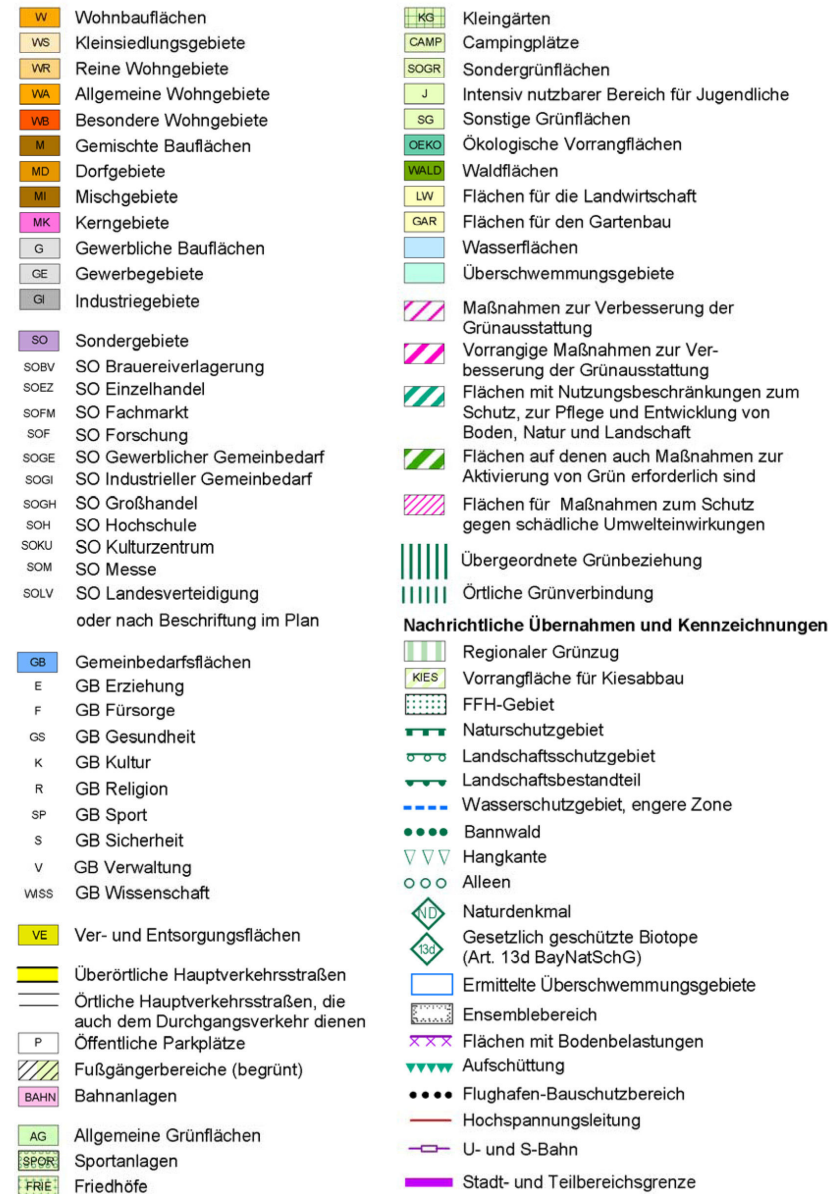 W Wohnbauflächen
WS Kleinsiedlungsgebiete
WR Reine Wohngebiete
WA Allgemeine Wohngebiete
WB Besondere Wohngebiete
M Gemischte Bauflächen
MD Dorfgebiete
MI Mischgebiete
MK Kerngebiete
G Gewerbliche Bauflächen
GE Gewerbegebiete
GI Industriegebiete
SO Sondergebiete
SOBV SO Brauereiverlagerung
SOEZ SO Einzelhandel
SOFM SO Fachmarkt
SOF SO Forschung
SOGE SO Gewerblicher Gemeinbedarf
SOGI SO Industrieller Gemeinbedarf
SOGH SO Großhandel
SOH SO Hochschule
SOKU SO Kulturzentrum
SOM SO Messe
SOLV SO Landesverteidigung
oder nach Beschriftung im Plan
GB Gemeinbedarfsflächen
E GB Erziehung
F GB Fürsorge
GS GB Gesundheit
K GB Kultur
R GB Religion
SP GB Sport
S GB Sicherheit
V GB Verwaltung
WISS GB Wissenschaft
VE Ver- und Entsorgungsflächen
Überörtliche Hauptverkehrsstraßen
Örtliche Hauptverkehrsstraßen, die
auch dem Durchgangsverkehr dienen
P Öffentliche Parkplätze
Fußgängerbereiche (begrünt)
BAHN Bahnanlagen
AG Allgemeine Grünflächen
SPOR Sportanlagen
FRIE Friedhöfe
KG Kleingärten
CAMP Campingplätze
SOGR Sondergrünflächen
J Intensiv nutzbarer Bereich für Jugendliche
SG Sonstige Grünflächen
OEKO Ökologische Vorrangflächen
WALD Waldflächen
LW Flächen für die Landwirtschaft
GAR Flächen für den Gartenbau
Wasserflächen
Überschwemmungsgebiete
Maßnahmen zur Verbesserung der
Grünausstattung
Vorrangige Maßnahmen zur Ver-
besserung der Grünausstattung
Flächen mit Nutzungsbeschränkungen zum
Schutz, zur Pflege und Entwicklung von
Boden, Natur und Landschaft
Flächen auf denen auch Maßnahmen zur
Aktivierung von Grün erforderlich sind
Flächen für Maßnahmen zum Schutz
gegen schädliche Umwelteinwirkungen
Übergeordnete Grünbeziehung
Örtliche Grünverbindung
Nachrichtliche Übernahmen und Kennzeichnungen
Regionaler Grünzug
KIES Vorrangfläche für Kiesabbau
FFH-Gebiet
Naturschutzgebiet
Landschaftsschutzgebiet
Landschaftsbestandteil
Wasserschutzgebiet, engere Zone
Bannwald
Hangkante
Alleen
ND Naturdenkmal
13d Gesetzlich geschützte Biotope
(Art. 13d BayNatSchG)
Ermittelte Überschwemmungsgebiete
Ensemblebereich
Flächen mit Bodenbelastungen
Aufschüttung
Flughafen-Bauschutzbereich
Hochspannungsleitung
U- und S-Bahn
Stadt- und Teilbereichsgrenze